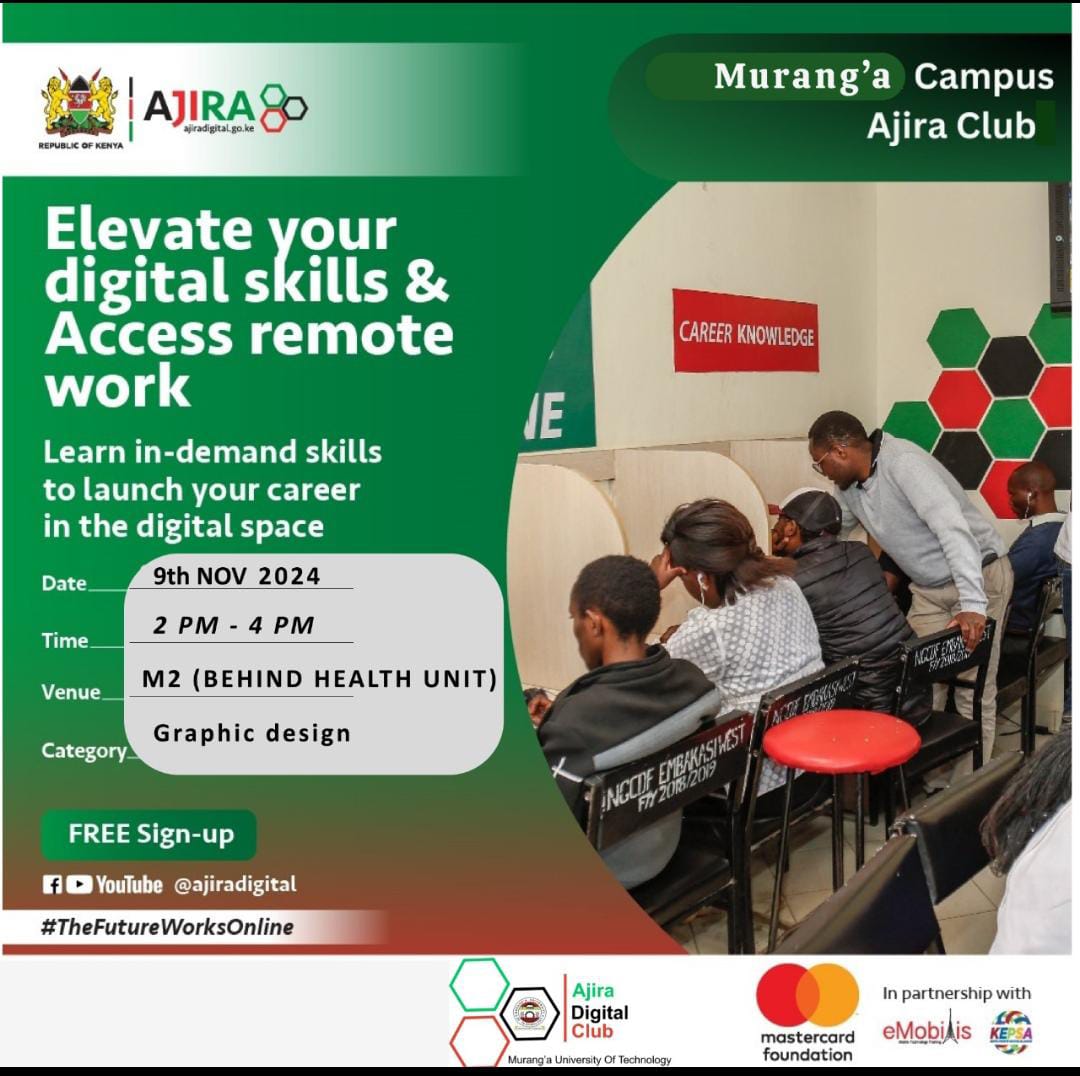 REPUBLIC OF KENYA
AJIRA
ajiradigital.go.ke
Murang’a Campus
Ajira Club
Elevate your
digital skills &
Access remote
work
Learn in-demand skills
to launch your career
in the digital space
Date 9th NOV 2024
Time 2 PM - 4 PM
Venue M2 (BEHIND HEALTH UNIT)
Category Graphic design
FREE Sign-up
YouTube @ajiradigital
#TheFutureWorksOnline
CAREER KNOWLEDGE
NE
NGCDF EMBAKASI WEST
F/Y 2018/2019
NGCDF EMBAKASI WEST
Ajira
Digital
Club
Murang’a University Of Technology
mastercard
foundation
In partnership with
eMobilis
KEPSA